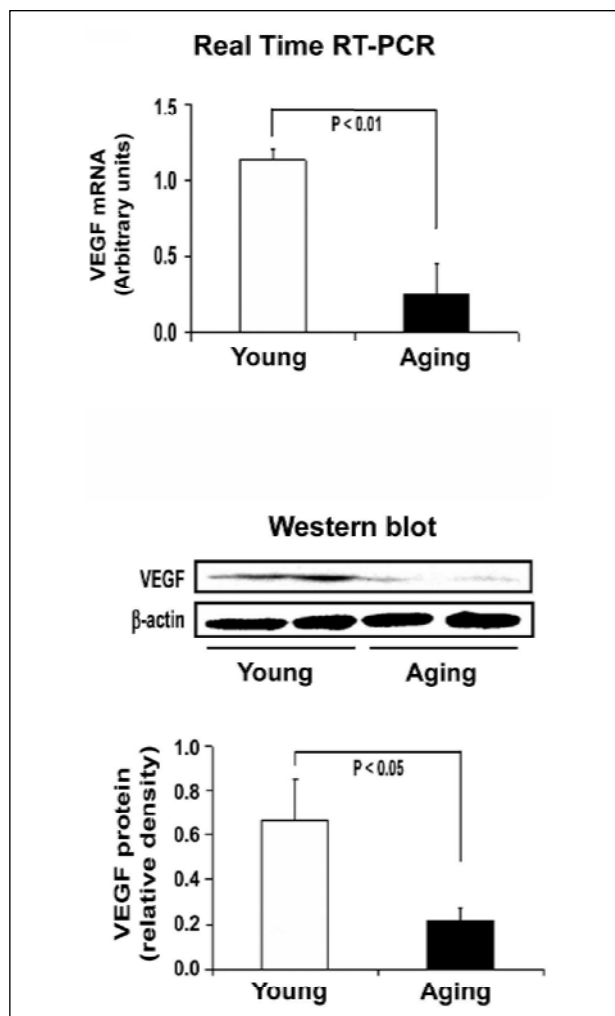 Real Time RT-PCR
VEGF mRNA
(Arbitrary units)
1.5
1.0
0.5
0.0
P < 0.01
Young Aging
Western blot
VEGF
β-actin
Young Aging
VEGF protein
(relative density)
1.0
0.8
0.6
0.4
0.2
0.0
P < 0.05
Young Aging